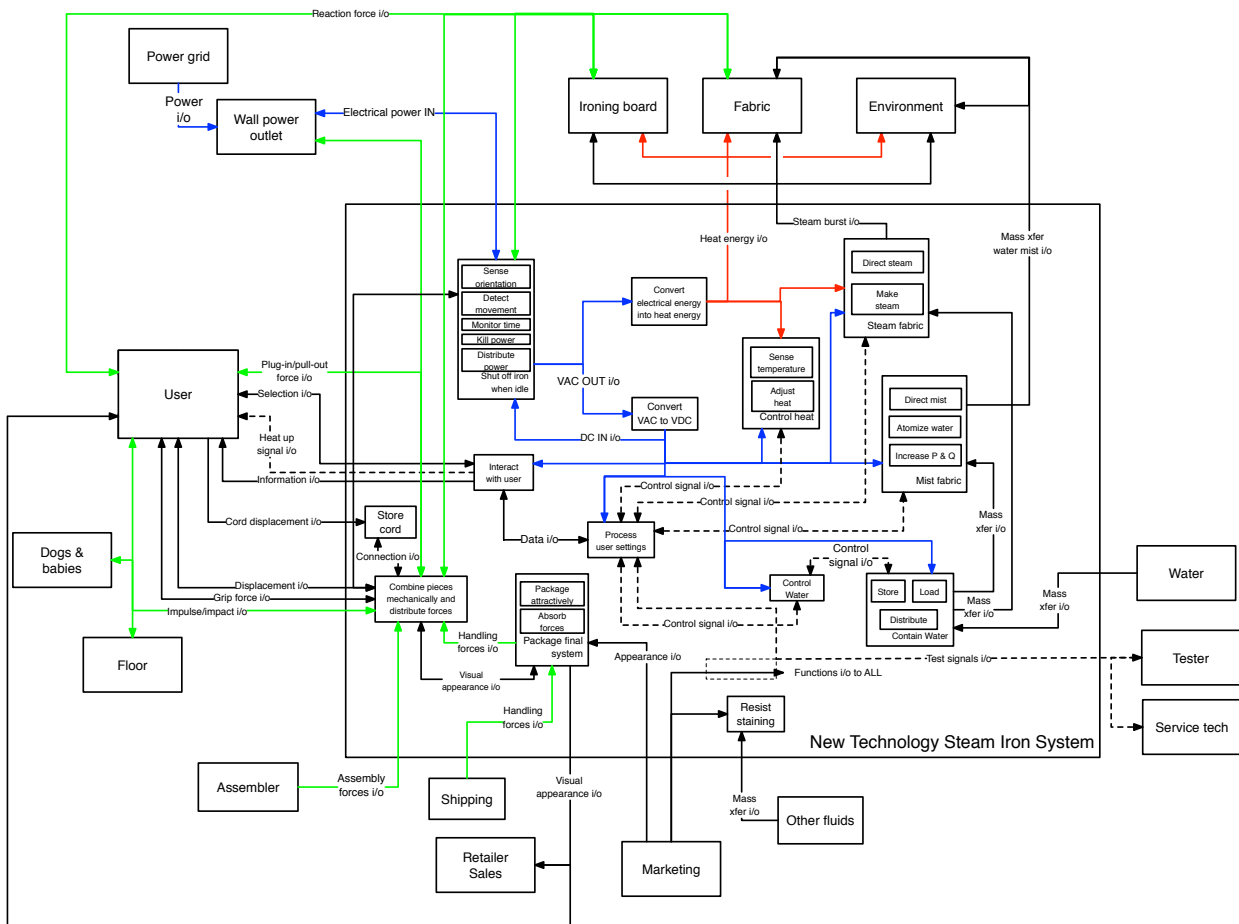 Reaction force i/o
Power grid
Power
i/o
Wall power
outlet
Electrical power IN
Ironing board
Fabric
Environment
Steam burst i/o
Heat energy i/o
Mass xfer
water mist i/o
Sense
orientation
Detect
movement
Monitor time
Kill power
Distribute
power
Shut off iron
when idle
Convert
electrical energy
into heat energy
Direct steam
Make
steam
Steam fabric
Sense
temperature
Adjust
heat
Control heat
VAC OUT i/o
Convert
VAC to VDC
DC IN i/o
Direct mist
Atomize water
Increase P & Q
Mist fabric
User
Plug-in/pull-out
force i/o
Selection i/o
Heat up
signal i/o
Information i/o
Interact
with user
Cord displacement i/o
Store
cord
Connection i/o
Data i/o
Process
user settings
Control signal i/o
Control signal i/o
Control signal i/o
Control
signal i/o
Mass
xfer i/o
Dogs &
babies
Displacement i/o
Grip force i/o
Impulse/impact i/o
Combine pieces
mechanically and
distribute forces
Package
attractively
Absorb
forces
Package final
system
Handling
forces i/o
Control
Water
Control signal i/o
Store
Load
Distribute
Contain Water
Mass
xfer i/o
Mass
xfer i/o
Water
Floor
Visual
appearance i/o
Appearance i/o
Functions i/o to ALL
Test signals i/o
Tester
Handling
forces i/o
Resist
staining
Service tech
New Technology Steam Iron System
Assembler
Assembly
forces i/o
Shipping
Visual
appearance i/o
Mass
xfer i/o
Other fluids
Retailer
Sales
Marketing